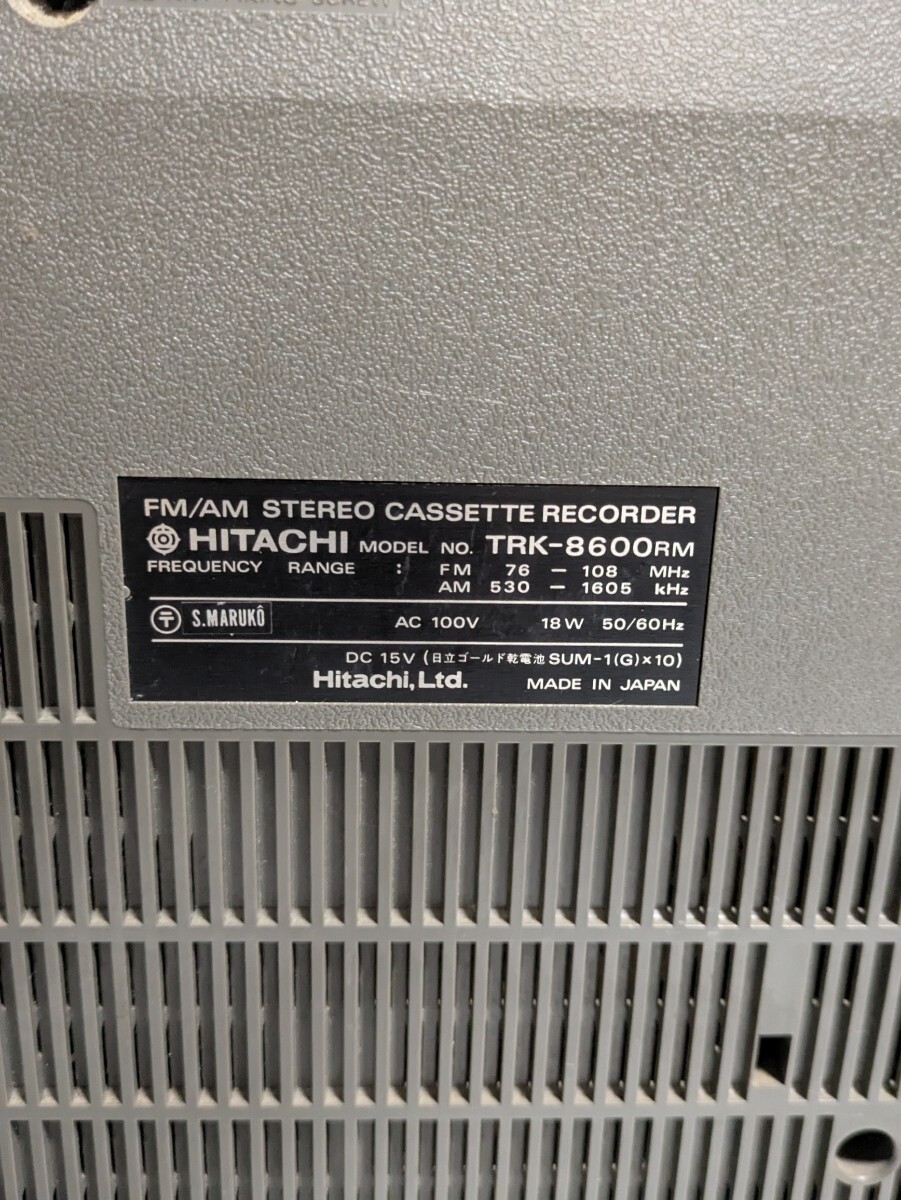 FIXING SCREW
FM/AM STEREO CASSETTE RECORDER
HITACHI MODEL NO. TRK-8600RM
FREQUENCY RANGE : FM 76 – 108 MHz
AM 530 – 1605 kHz
〒 S.MARUKÔ AC 100V 18W 50/60Hz
DC 15V (日立ゴールド乾電池 SUM-1(G)×10)
Hitachi,Ltd. MADE IN JAPAN